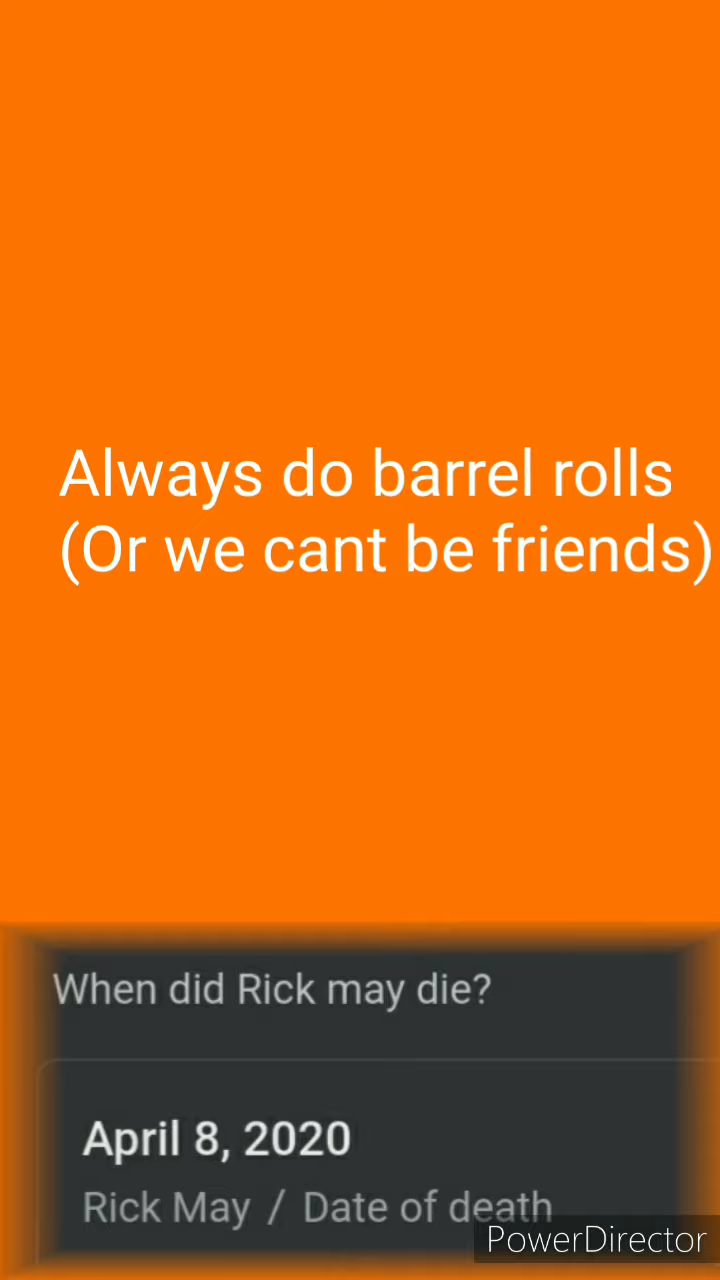 Always do barrel rolls
(Or we cant be friends)
When did Rick may die?
April 8, 2020
Rick May / Date of death
PowerDirector